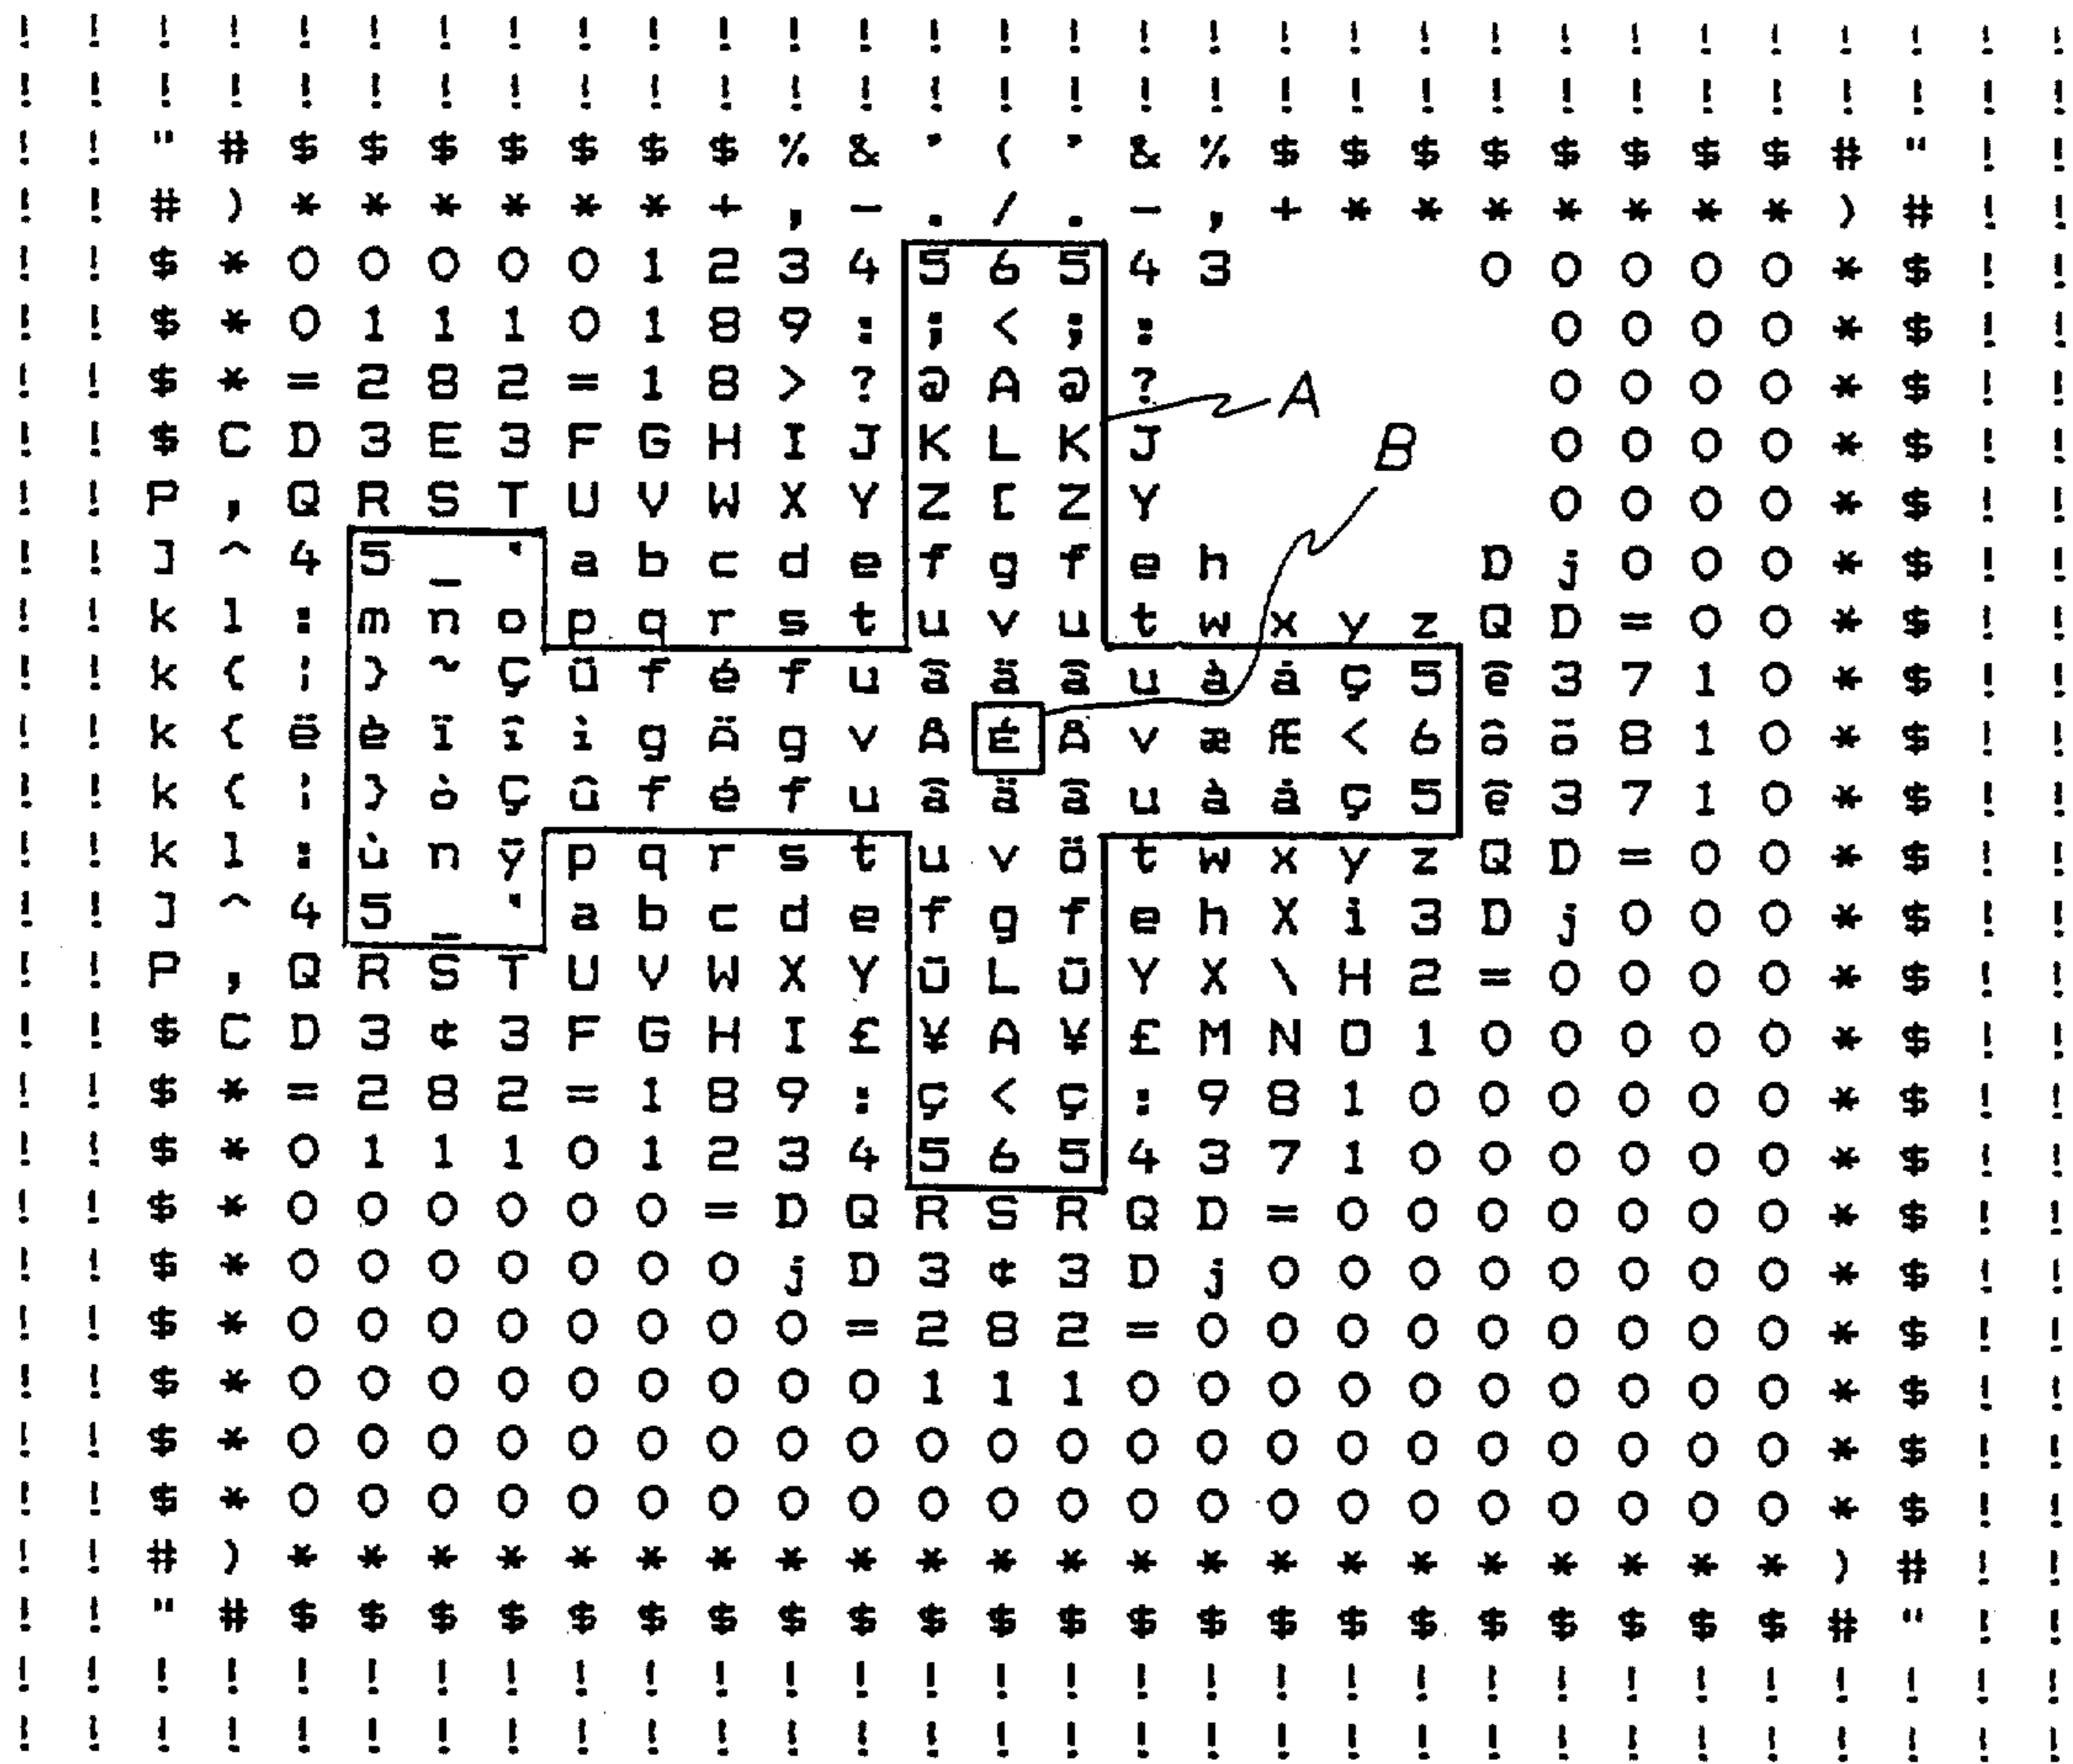 ! ! ! ! ! ! ! ! ! ! ! ! ! ! ! ! ! ! ! ! ! ! ! ! ! ! ! ! ! !
! ! ! ! ! ! ! ! ! ! ! ! ! ! ! ! ! ! ! ! ! ! ! ! ! ! ! ! ! !
! ! " # $ $ $ $ $ $ $ % & ' ( ' & % $ $ $ $ $ $ $ $ # " ! !
! ! # ) * * * * * * + , - . / . - , + * * * * * * * ) # ! !
! ! $ * 0 0 0 0 0 1 2 3 4 5 6 5 4 3 0 0 0 0 0 * $ ! !
! ! $ * 0 1 1 1 0 1 8 9 : ; < ; : 0 0 0 0 * $ ! !
! ! $ * = 2 8 2 = 1 8 > ? @ A @ ? 0 0 0 0 * $ ! !
A
! ! $ C D 3 E 3 F G H I J K L K J 0 0 0 0 * $ ! !
B
! ! P , Q R S T U V W X Y Z [ Z Y 0 0 0 0 * $ ! !
! ! ] ^ 4 5 _ ' a b c d e f g f e h D j 0 0 0 * $ ! !
! ! k l : m n o p q r s t u v u t w x y z Q D = 0 0 * $ ! !
! ! k { ¦ } ~ Ç ü f é f u â ä â u à å ç 5 ê 3 7 1 0 * $ ! !
! ! k { ë è ï î ì g Ä g v Å É Å v æ Æ < 6 ô ö 8 1 0 * $ ! !
! ! k { ¦ } ò Ç û f é f u â ä â u à å ç 5 ê 3 7 1 0 * $ ! !
! ! k l : ù n ÿ p q r s t u v ö t w x y z Q D = 0 0 * $ ! !
! ! ] ^ 4 5 _ ' a b c d e f g f e h X i 3 D j 0 0 0 * $ ! !
! ! P , Q R S T U V W X Y Ü L Ü Y X \ H 2 = 0 0 0 0 * $ ! !
! ! $ C D 3 ¢ 3 F G H I £ ¥ A ¥ £ M N O 1 0 0 0 0 0 * $ ! !
! ! $ * = 2 8 2 = 1 8 9 : ç < ç : 9 8 1 0 0 0 0 0 0 * $ ! !
! ! $ * 0 1 1 1 0 1 2 3 4 5 6 5 4 3 7 1 0 0 0 0 0 0 * $ ! !
! ! $ * 0 0 0 0 0 0 = D Q R S R Q D = 0 0 0 0 0 0 0 * $ ! !
! ! $ * 0 0 0 0 0 0 0 j D 3 ¢ 3 D j 0 0 0 0 0 0 0 0 * $ ! !
! ! $ * 0 0 0 0 0 0 0 0 = 2 8 2 = 0 0 0 0 0 0 0 0 0 * $ ! !
! ! $ * 0 0 0 0 0 0 0 0 0 1 1 1 0 0 0 0 0 0 0 0 0 0 * $ ! !
! ! $ * 0 0 0 0 0 0 0 0 0 0 0 0 0 0 0 0 0 0 0 0 0 0 * $ ! !
! ! $ * 0 0 0 0 0 0 0 0 0 0 0 0 0 0 0 0 0 0 0 0 0 0 * $ ! !
! ! # ) * * * * * * * * * * * * * * * * * * * * * * ) # ! !
! ! " # $ $ $ $ $ $ $ $ $ $ $ $ $ $ $ $ $ $ $ $ $ $ # " ! !
! ! ! ! ! ! ! ! ! ! ! ! ! ! ! ! ! ! ! ! ! ! ! ! ! ! ! ! ! !
! ! ! ! ! ! ! ! ! ! ! ! ! ! ! ! ! ! ! ! ! ! ! ! ! ! ! ! ! !